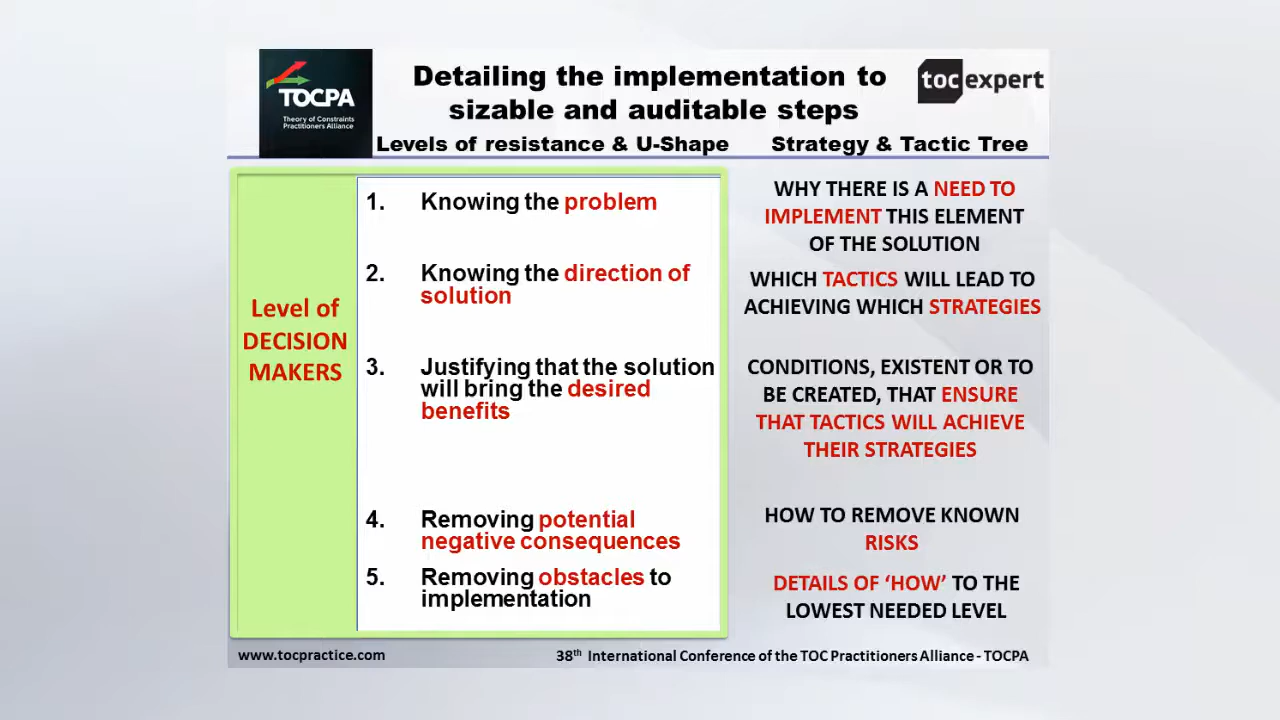 TOCPA
Theory of Constraints
Practitioners Alliance
Detailing the implementation to
sizable and auditable steps
tocexpert
Levels of resistance & U-Shape
Strategy & Tactic Tree
Level of
DECISION
MAKERS
1. Knowing the problem
2. Knowing the direction of
solution
3. Justifying that the solution
will bring the desired
benefits
4. Removing potential
negative consequences
5. Removing obstacles to
implementation
WHY THERE IS A NEED TO
IMPLEMENT THIS ELEMENT
OF THE SOLUTION
WHICH TACTICS WILL LEAD TO
ACHIEVING WHICH STRATEGIES
CONDITIONS, EXISTENT OR TO
BE CREATED, THAT ENSURE
THAT TACTICS WILL ACHIEVE
THEIR STRATEGIES
HOW TO REMOVE KNOWN
RISKS
DETAILS OF ‘HOW’ TO THE
LOWEST NEEDED LEVEL
www.tocpractice.com
38th International Conference of the TOC Practitioners Alliance - TOCPA